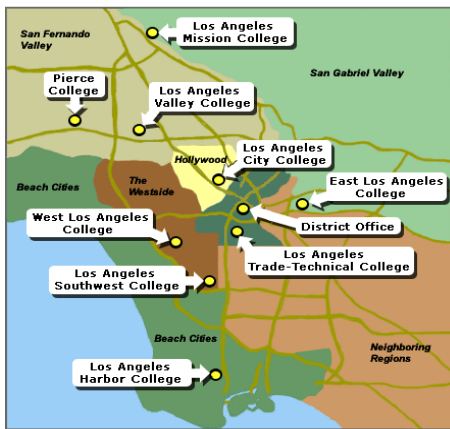 Los Angeles
Mission College
San Fernando
Valley
San Gabriel Valley
Pierce
College
Los Angeles
Valley College
Hollywood
Los Angeles
City College
Beach Cities
The
Westside
East Los Angeles
College
West Los Angeles
College
District Office
Los Angeles
Trade-Technical College
Los Angeles
Southwest College
Beach Cities
Neighboring
Regions
Los Angeles
Harbor College